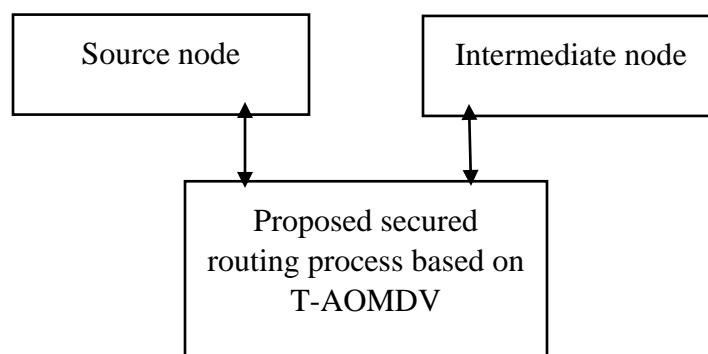 Source node
Intermediate node
Proposed secured
routing process based on
T-AOMDV